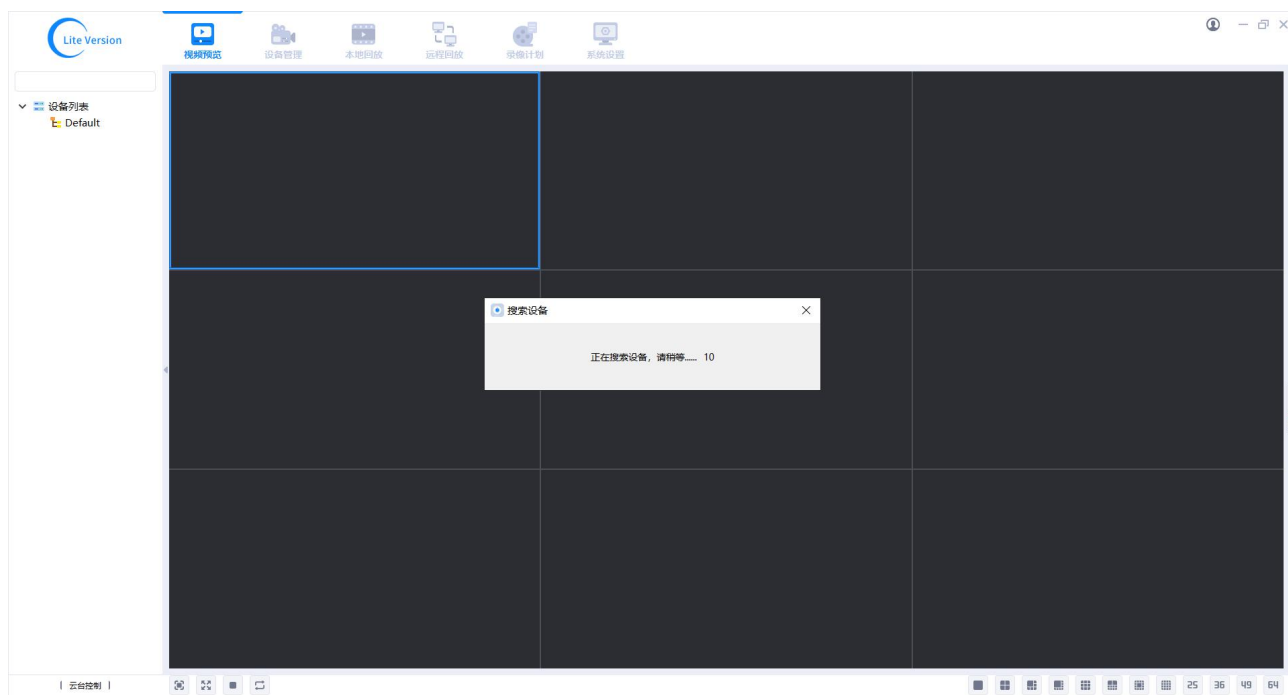 Lite Version
视频预览
设备管理
本地回放
远程回放
录像计划
系统设置
设备列表
Default
搜索设备
正在搜索设备，请稍等...... 10
| 云台控制 |
25 36 49 64